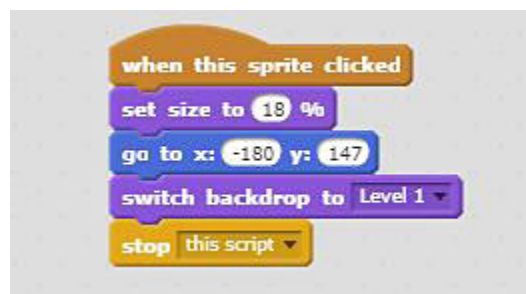 when this sprite clicked
set size to 18 %
go to x: -180 y: 147
switch backdrop to Level 1
stop this script